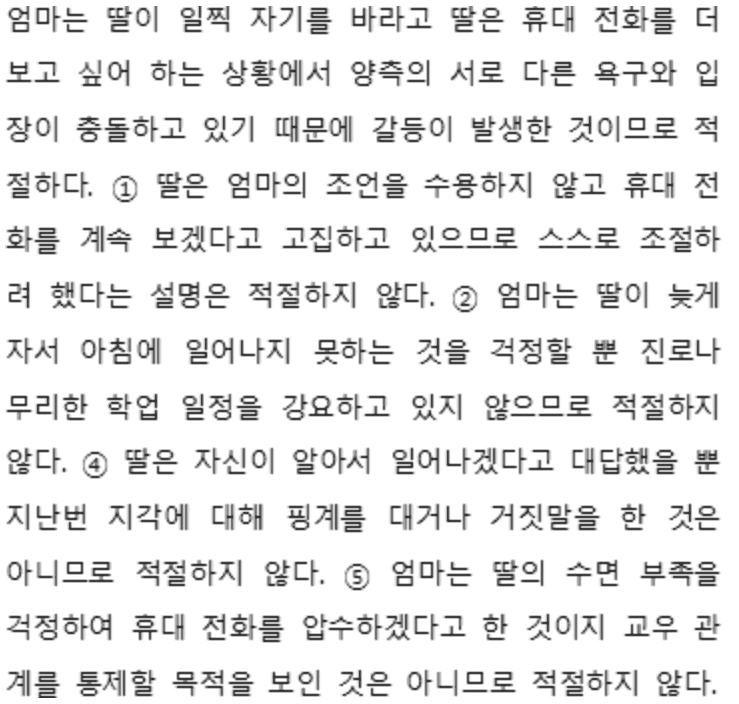 엄마는 딸이 일찍 자기를 바라고 딸은 휴대 전화를 더
보고 싶어 하는 상황에서 양측의 서로 다른 욕구와 입
장이 충돌하고 있기 때문에 갈등이 발생한 것이므로 적
절하다. ① 딸은 엄마의 조언을 수용하지 않고 휴대 전
화를 계속 보겠다고 고집하고 있으므로 스스로 조절하
려 했다는 설명은 적절하지 않다. ② 엄마는 딸이 늦게
자서 아침에 일어나지 못하는 것을 걱정할 뿐 진로나
무리한 학업 일정을 강요하고 있지 않으므로 적절하지
않다. ④ 딸은 자신이 알아서 일어나겠다고 대답했을 뿐
지난번 지각에 대해 핑계를 대거나 거짓말을 한 것은
아니므로 적절하지 않다. ⑤ 엄마는 딸의 수면 부족을
걱정하여 휴대 전화를 압수하겠다고 한 것이지 교우 관
계를 통제할 목적을 보인 것은 아니므로 적절하지 않다.